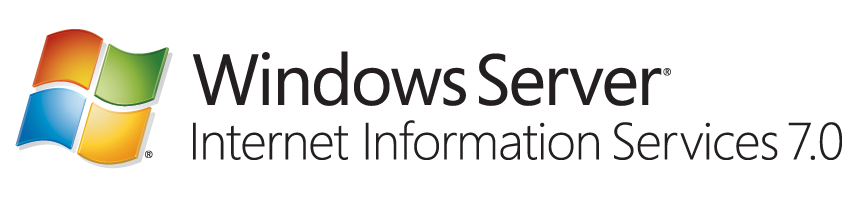 Windows Server®
Internet Information Services 7.0
®